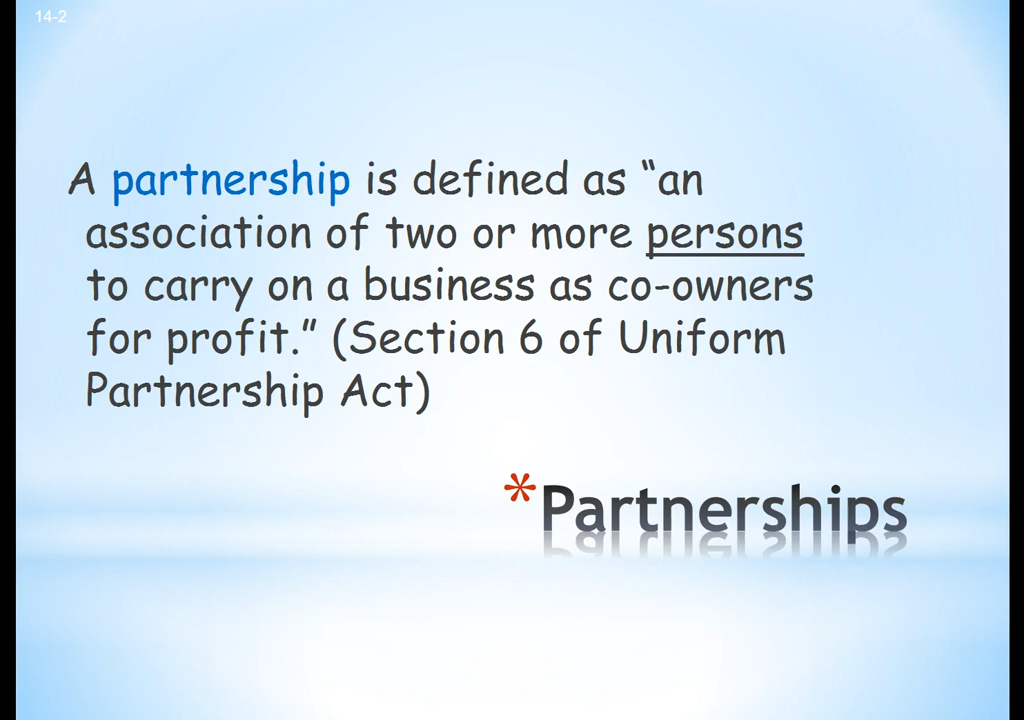 14-2
A partnership is defined as “an
association of two or more persons
to carry on a business as co-owners
for profit.” (Section 6 of Uniform
Partnership Act)
*Partnerships